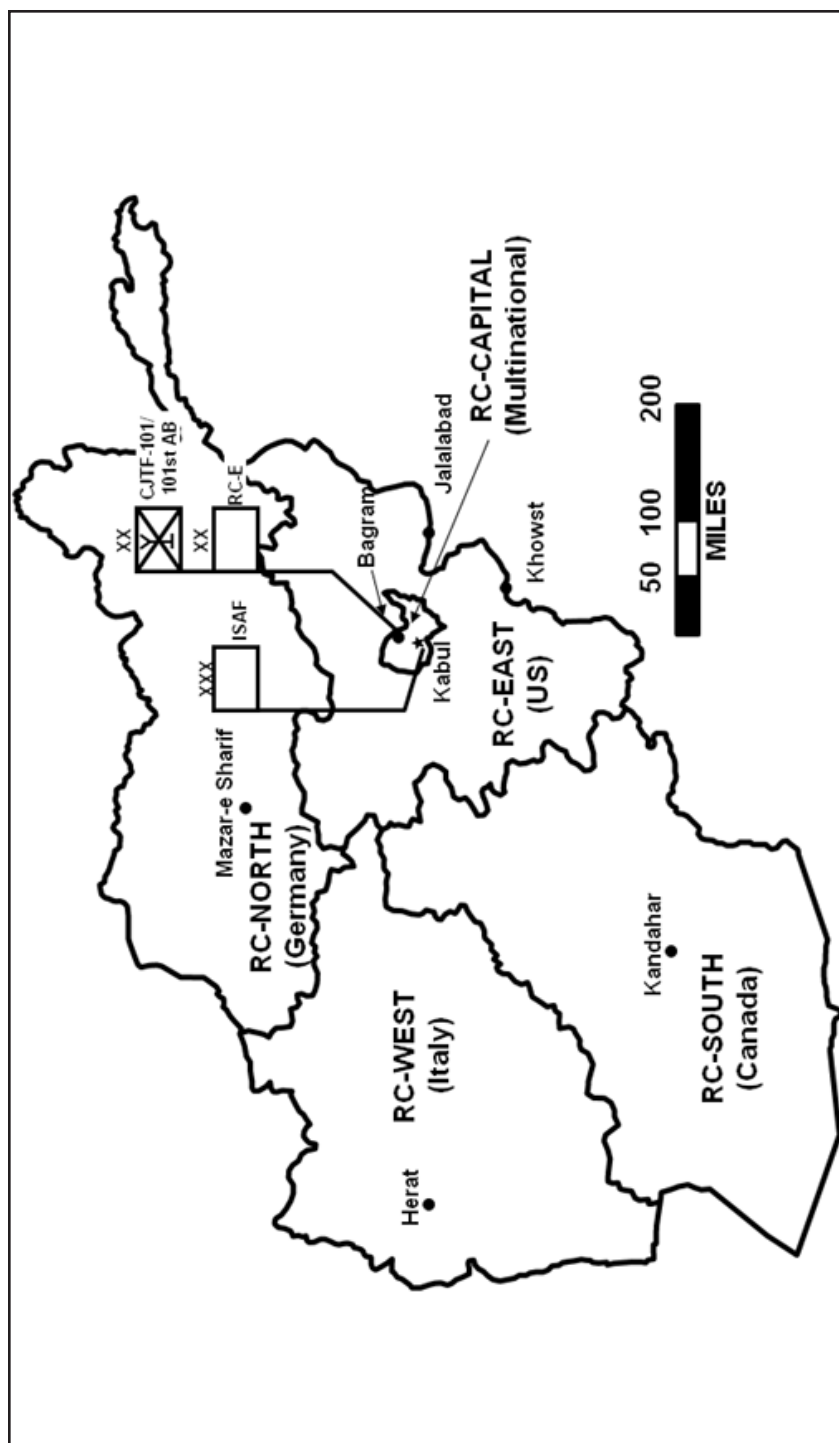 XX
CJTF-101/
101st AB
XX
RC-E
XXX
ISAF
Mazar-e Sharif
RC-NORTH
(Germany)
Bagram
Kabul
Jalalabad
RC-CAPITAL
(Multinational)
RC-WEST
(Italy)
Herat
RC-EAST
(US)
Khowst
Kandahar
RC-SOUTH
(Canada)
50 100 200
MILES